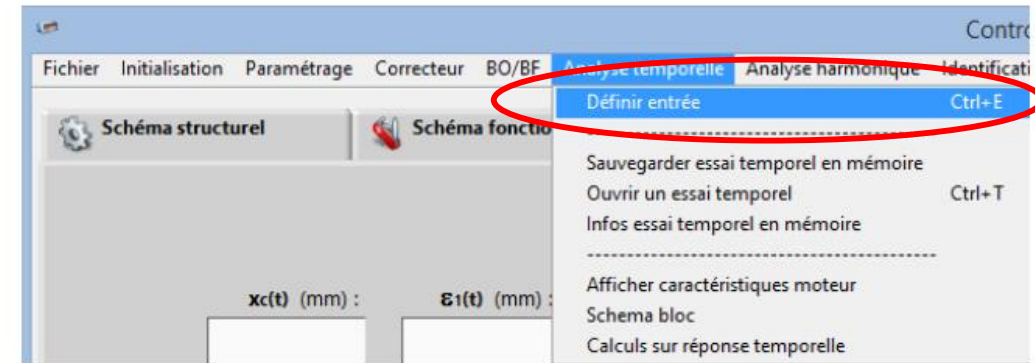 Contro
Fichier Initialisation Paramétrage Correcteur BO/BF Analyse temporelle Analyse harmonique Identificati
Définir entrée Ctrl+E
Schéma structurel Schéma fonctio
Sauvegarder essai temporel en mémoire
Ouvrir un essai temporel Ctrl+T
Infos essai temporel en mémoire
Afficher caractéristiques moteur
xc(t) (mm) : ε1(t) (mm) :
Schema bloc
Calculs sur réponse temporelle